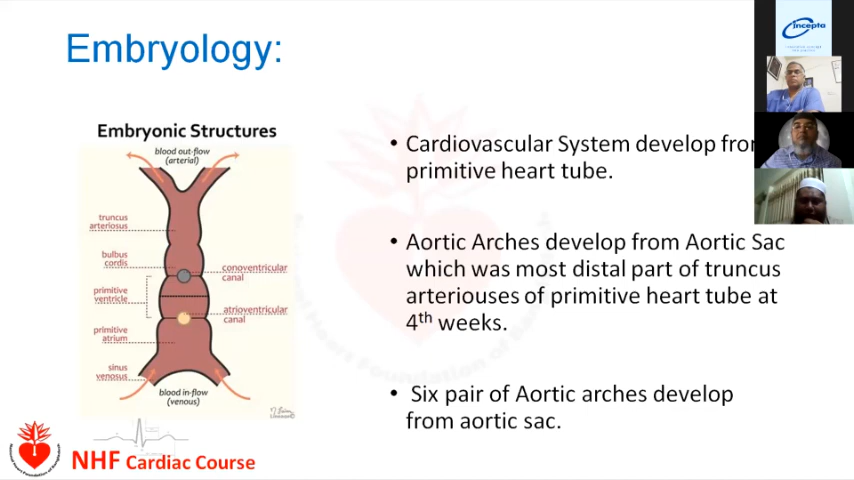 Embryology:
Embryonic Structures
blood out-flow
(arterial)
truncus
arteriosus
bulbus
cordis
conoventricular
canal
primitive
ventricle
atrioventricular
canal
primitive
atrium
sinus
venosus
blood in-flow
(venous)
• Cardiovascular System develop from
primitive heart tube.
• Aortic Arches develop from Aortic Sac
which was most distal part of truncus
arteriouses of primitive heart tube at
4th weeks.
• Six pair of Aortic arches develop
from aortic sac.
NHF Cardiac Course
Incepta